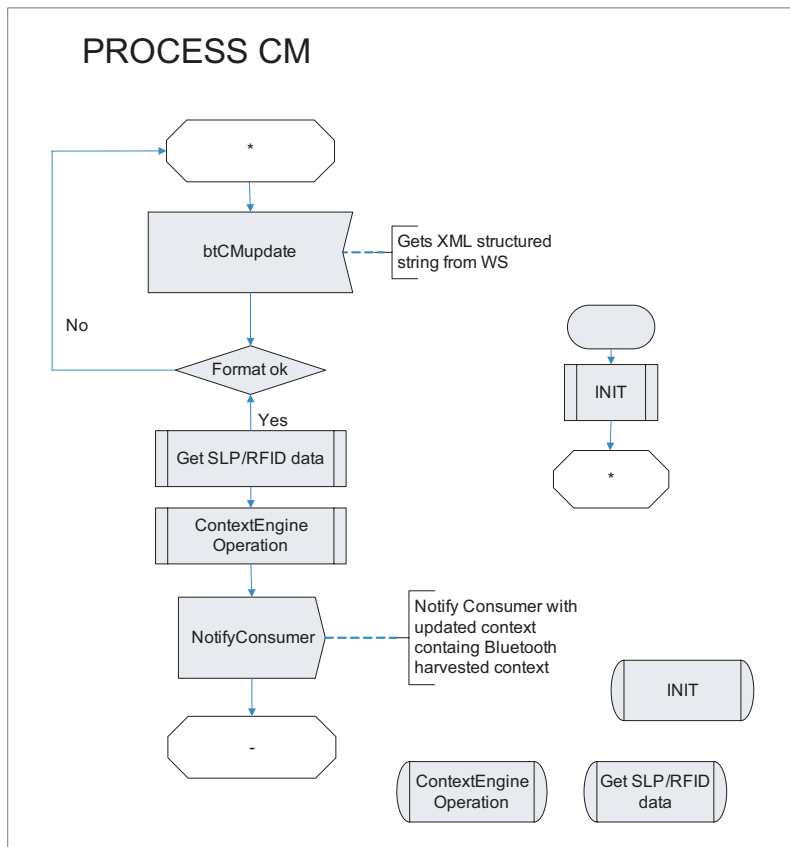 PROCESS CM
*
btCMupdate
Gets XML structured
string from WS
No
Format ok
Yes
INIT
Get SLP/RFID data
*
ContextEngine
Operation
NotifyConsumer
Notify Consumer with
updated context
containg Bluetooth
harvested context
INIT
-
ContextEngine
Operation
Get SLP/RFID
data